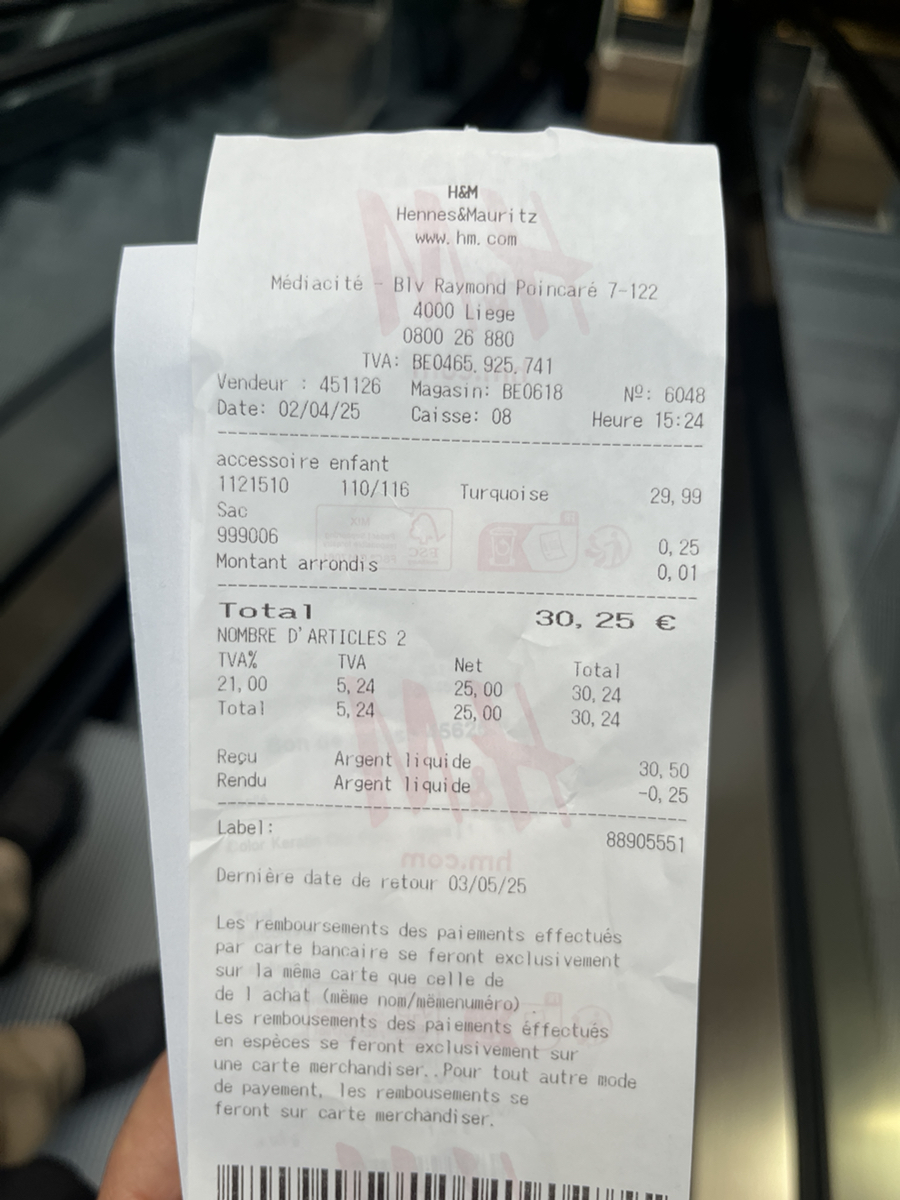 H&M
Hennes&Mauritz
www.hm.com
Médiacité - Blv Raymond Poincaré 7-122
4000 Liege
0800 26 880
TVA: BE0465.925.741
Vendeur : 451126 Magasin: BE0618 Nº: 6048
Date: 02/04/25 Caisse: 08 Heure 15:24
accessoire enfant
1121510 110/116 Turquoise 29,99
Sac
999006 0,25
Montant arrondis 0,01
Total 30,25 €
NOMBRE D'ARTICLES 2
TVA% TVA Net Total
21,00 5,24 25,00 30,24
Total 5,24 25,00 30,24
Reçu Argent liquide 30,50
Rendu Argent liquide -0,25
Label: 88905551
hm.com
Dernière date de retour 03/05/25
Les remboursements des paiements effectués
par carte bancaire se feront exclusivement
sur la même carte que celle de
de l achat (mëme nom/mëmenuméro)
Les rembousements des paiements éffectués
en espèces se feront exclusivement sur
une carte merchandiser..Pour tout autre mode
de payement, les rembousements se
feront sur carte merchandiser.